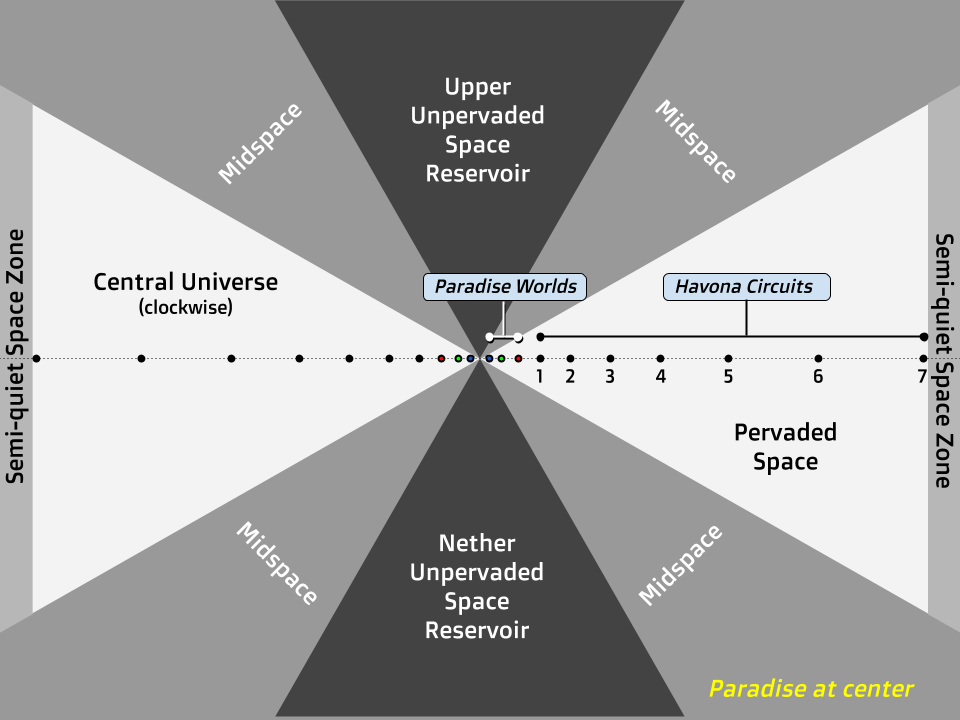 Upper
Unpervaded
Space
Reservoir
Midspace
Midspace
Semi-quiet Space Zone
Central Universe
(clockwise)
Paradise Worlds
Havona Circuits
Semi-quiet Space Zone
1 2 3 4 5 6 7
Pervaded
Space
Midspace
Midspace
Nether
Unpervaded
Space
Reservoir
Paradise at center